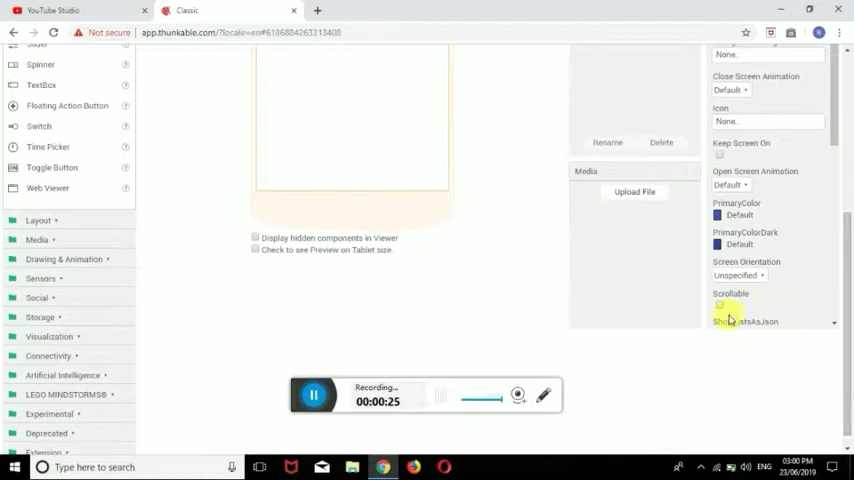 YouTube Studio
Classic
Not secure
app.thunkable.com/?locale=en#6186884263313408
Spinner
TextBox
Floating Action Button
Switch
Time Picker
Toggle Button
Web Viewer
Layout
Media
Drawing & Animation
Sensors
Social
Storage
Visualization
Connectivity
Artificial Intelligence
LEGO MINDSTORMS®
Experimental
Deprecated
Extension
Display hidden components in Viewer
Check to see Preview on Tablet size.
Recording...
00:00:25
Rename
Delete
Media
Upload File
None..
Close Screen Animation
Default
Icon
None..
Keep Screen On
Open Screen Animation
Default
PrimaryColor
Default
PrimaryColorDark
Default
Screen Orientation
Unspecified
Scrollable
Type here to search
ENG
03:00 PM
23/06/2019